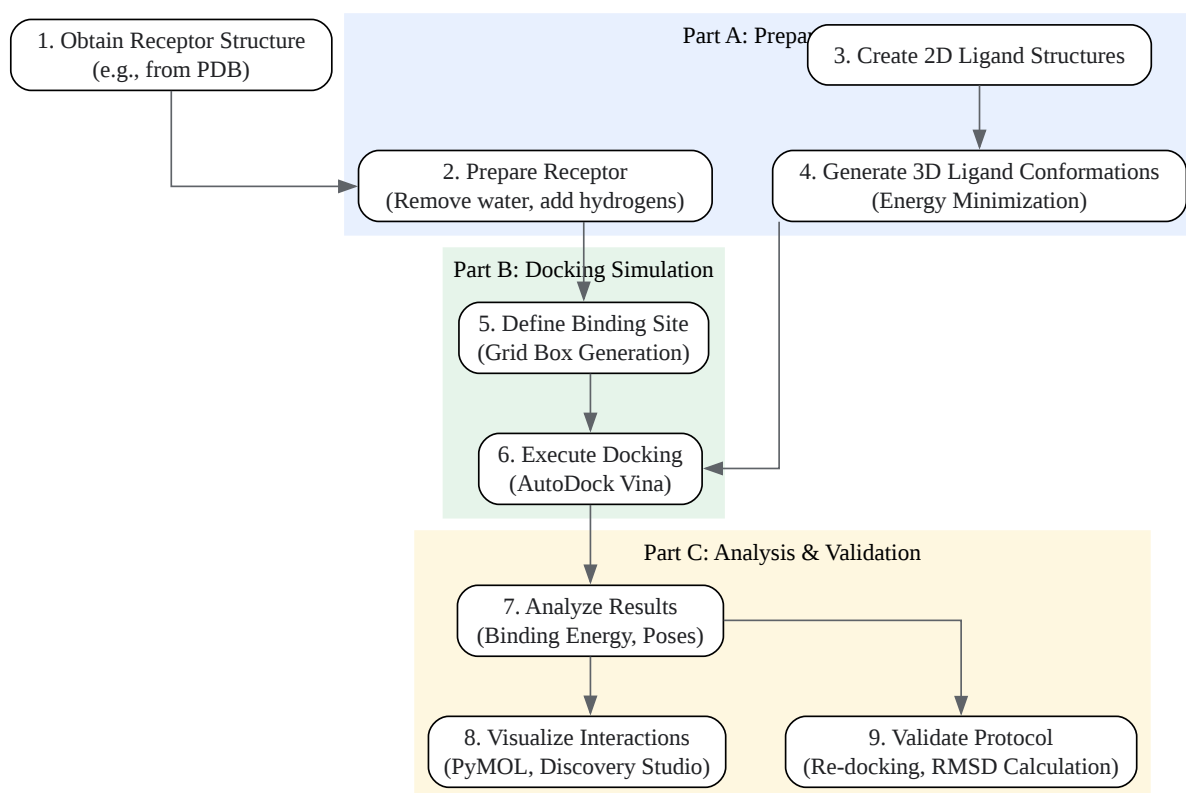 1. Obtain Receptor Structure
(e.g., from PDB)
Part A: Prepar
3. Create 2D Ligand Structures
2. Prepare Receptor
(Remove water, add hydrogens)
4. Generate 3D Ligand Conformations
(Energy Minimization)
Part B: Docking Simulation
5. Define Binding Site
(Grid Box Generation)
6. Execute Docking
(AutoDock Vina)
Part C: Analysis & Validation
7. Analyze Results
(Binding Energy, Poses)
8. Visualize Interactions
(PyMOL, Discovery Studio)
9. Validate Protocol
(Re-docking, RMSD Calculation)